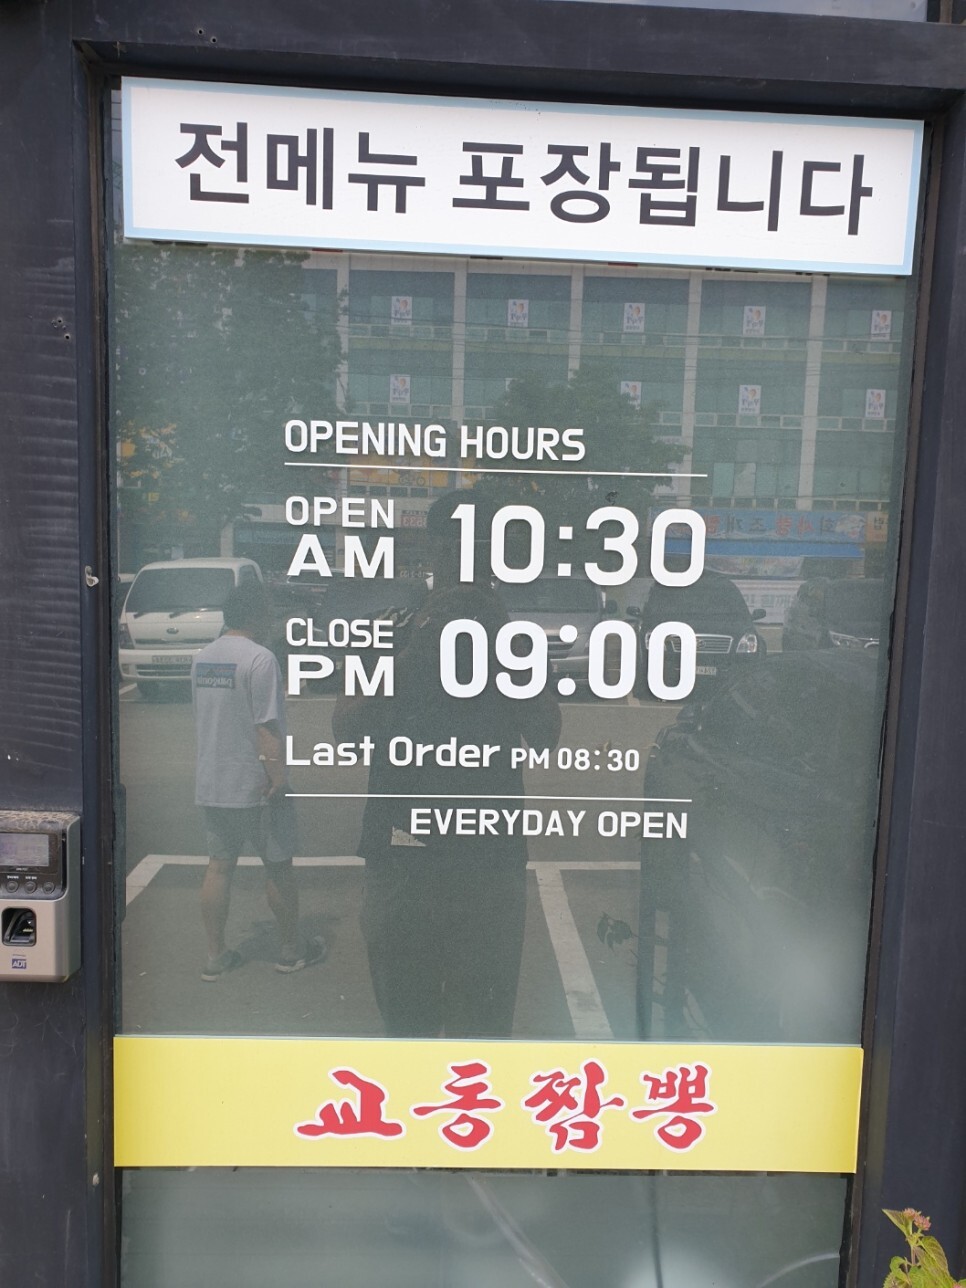 전메뉴 포장됩니다
OPENING HOURS
OPEN
AM 10:30
CLOSE
PM 09:00
Last Order PM 08:30
EVERYDAY OPEN
ADT
교동짬뽕